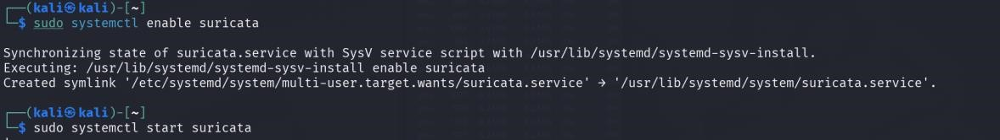 ┌──(kali㉿kali)-[~]
└─$ sudo systemctl enable suricata
Synchronizing state of suricata.service with SysV service script with /usr/lib/systemd/systemd-sysv-install.
Executing: /usr/lib/systemd/systemd-sysv-install enable suricata
Created symlink '/etc/systemd/system/multi-user.target.wants/suricata.service' → '/usr/lib/systemd/system/suricata.service'.
┌──(kali㉿kali)-[~]
└─$ sudo systemctl start suricata